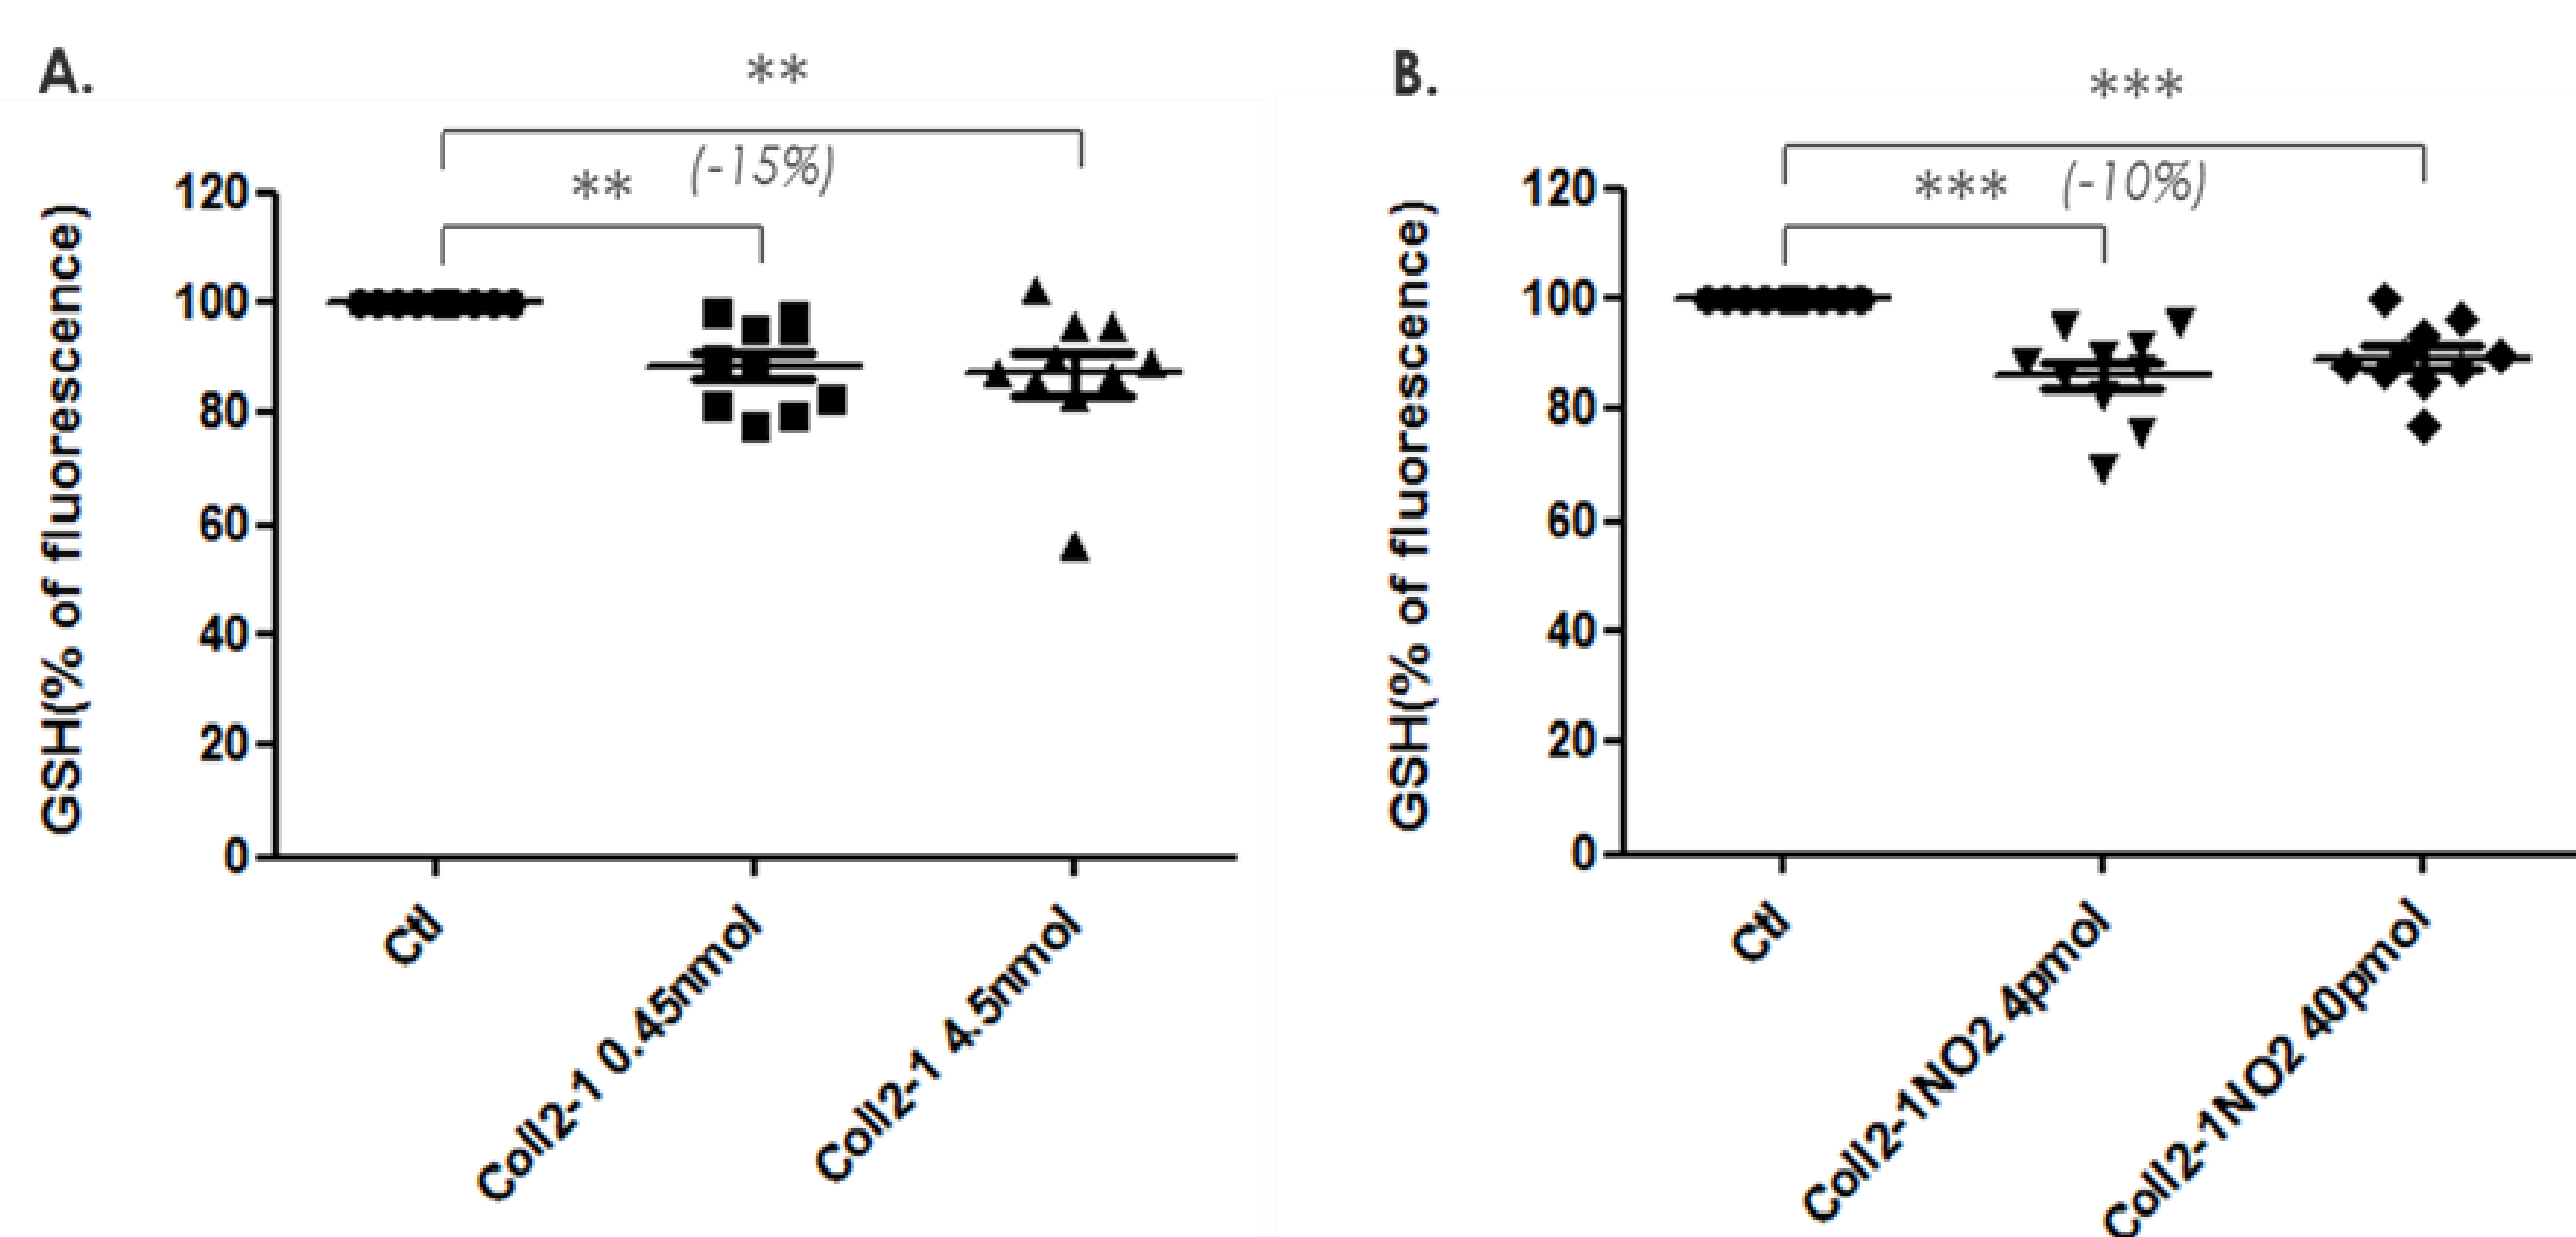 A.
**
(-15%)
**
120
100
80
60
40
20
0
GSH(% of fluorescence)
Ctl
Coll2-1 0.45nmol
Coll2-1 4.5nmol
B.
***
(-10%)
***
120
100
80
60
40
20
0
GSH(% of fluorescence)
Ctl
Coll2-1NO2 4pmol
Coll2-1NO2 40pmol